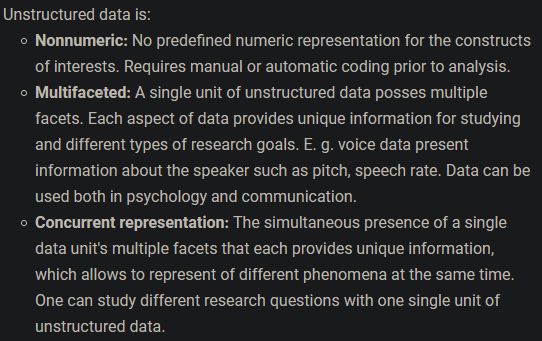 Unstructured data is:
Nonnumeric: No predefined numeric representation for the constructs
of interests. Requires manual or automatic coding prior to analysis.
Multifaceted: A single unit of unstructured data posses multiple
facets. Each aspect of data provides unique information for studying
and different types of research goals. E. g. voice data present
information about the speaker such as pitch, speech rate. Data can be
used both in psychology and communication.
Concurrent representation: The simultaneous presence of a single
data unit's multiple facets that each provides unique information,
which allows to represent of different phenomena at the same time.
One can study different research questions with one single unit of
unstructured data.